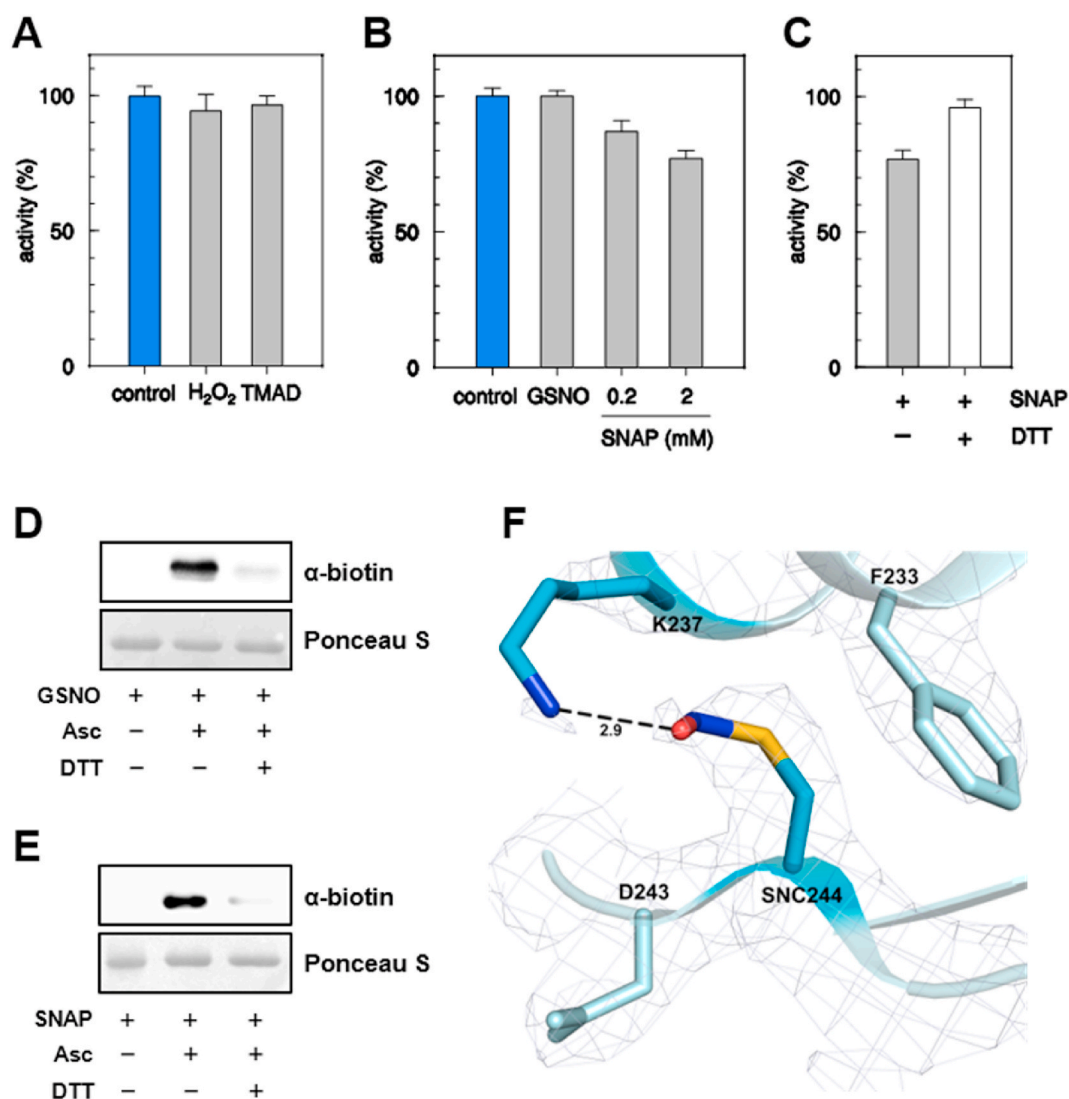 A
activity (%)
100
50
0
control H₂O₂ TMAD
B
activity (%)
100
50
0
control GSNO 0.2 2
SNAP (mM)
C
activity (%)
100
50
0
+ + SNAP
− + DTT
D
α-biotin
Ponceau S
GSNO + + +
Asc − + +
DTT − − +
E
α-biotin
Ponceau S
SNAP + + +
Asc − + +
DTT − − +
F
F233
K237
2.9
D243
SNC244